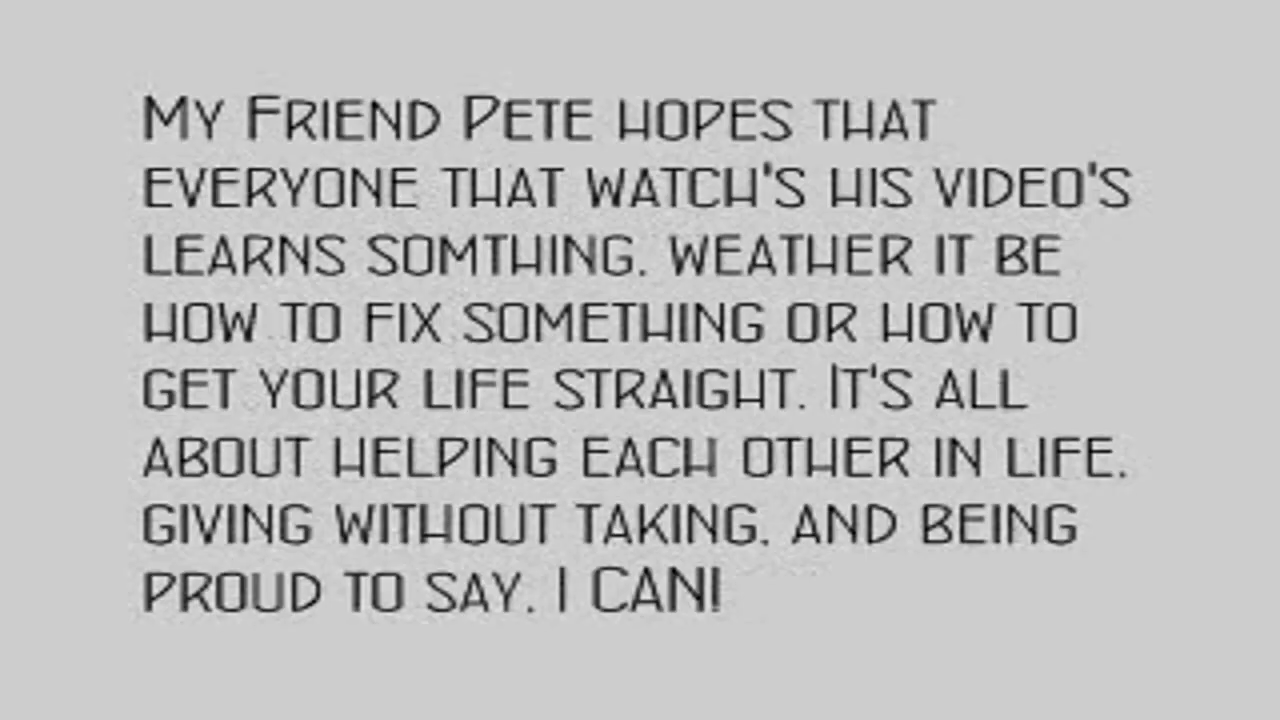 My Friend Pete hopes that
everyone that watch's his video's
learns somthing. weather it be
how to fix something or how to
get your life straight. It's all
about helping each other in life.
giving without taking. and being
proud to say. I CAN!